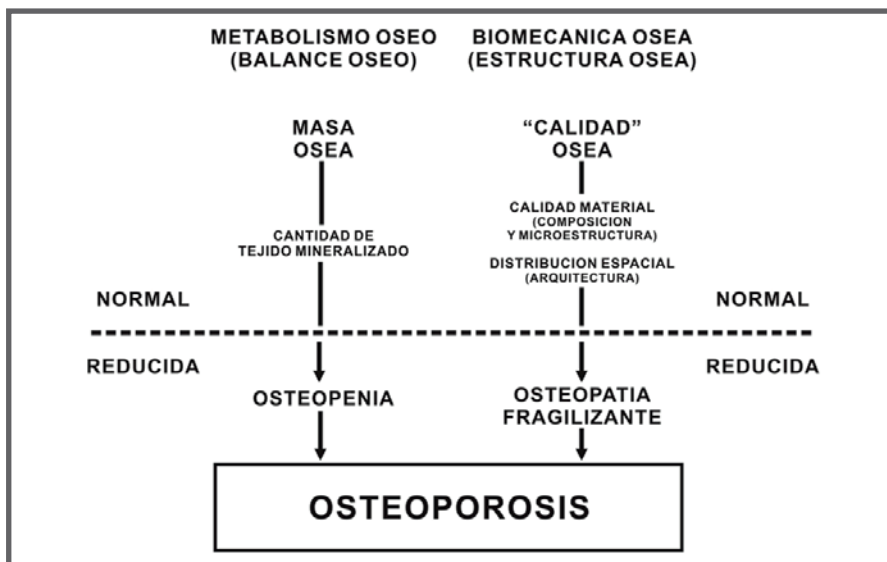 METABOLISMO OSEO
(BALANCE OSEO)
BIOMECANICA OSEA
(ESTRUCTURA OSEA)
MASA
OSEA
“CALIDAD”
OSEA
CANTIDAD DE
TEJIDO MINERALIZADO
CALIDAD MATERIAL
(COMPOSICION
Y MICROESTRUCTURA)
DISTRIBUCION ESPACIAL
(ARQUITECTURA)
NORMAL
NORMAL
REDUCIDA
REDUCIDA
OSTEOPENIA
OSTEOPATIA
FRAGILIZANTE
OSTEOPOROSIS